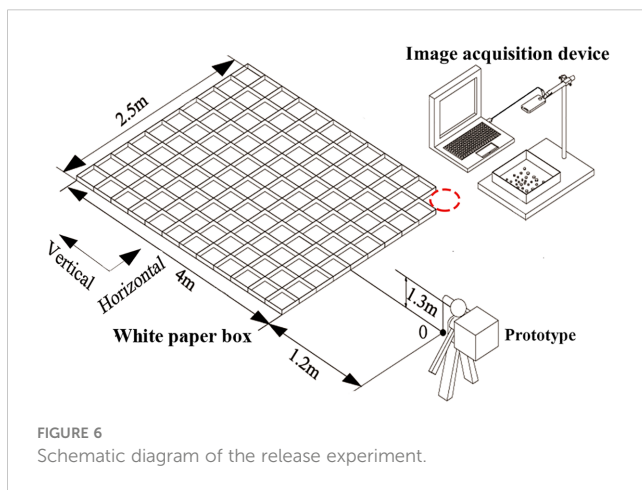 Image acquisition device
2.5m
Vertical
Horizontal
4m
White paper box
1.2m
1.3m
0
Prototype
FIGURE 6
Schematic diagram of the release experiment.